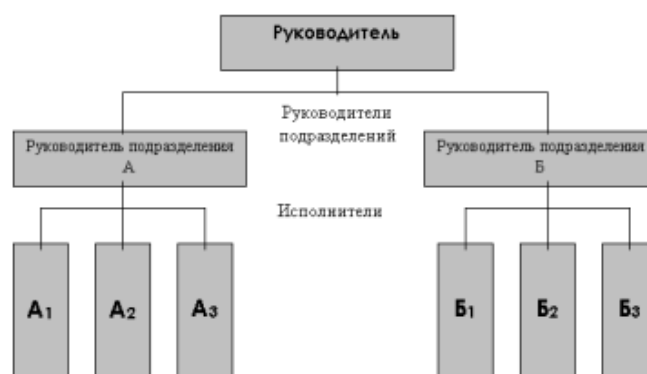 Руководитель
Руководители
подразделений
Руководитель подразделения
А
Руководитель подразделения
Б
Исполнители
А1
А2
А3
Б1
Б2
Б3